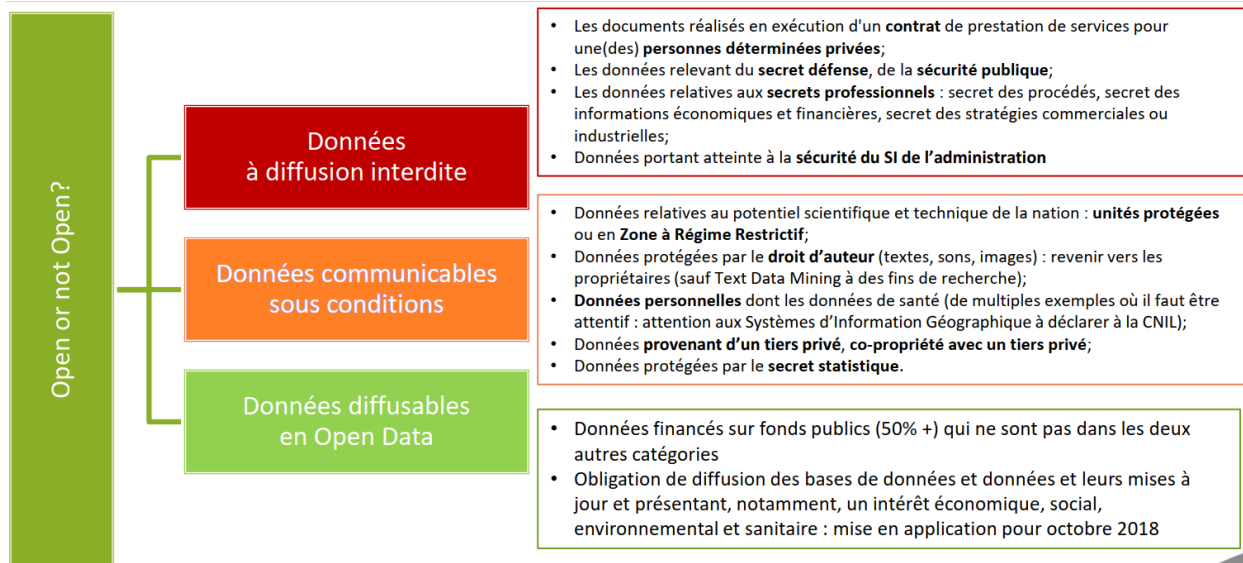 Open or not Open?
Données
à diffusion interdite
• Les documents réalisés en exécution d'un contrat de prestation de services pour
une(des) personnes déterminées privées;
• Les données relevant du secret défense, de la sécurité publique;
• Les données relatives aux secrets professionnels : secret des procédés, secret des
informations économiques et financières, secret des stratégies commerciales ou
industrielles;
• Données portant atteinte à la sécurité du SI de l’administration
Données communicables
sous conditions
• Données relatives au potentiel scientifique et technique de la nation : unités protégées
ou en Zone à Régime Restrictif;
• Données protégées par le droit d’auteur (textes, sons, images) : revenir vers les
propriétaires (sauf Text Data Mining à des fins de recherche);
• Données personnelles dont les données de santé (de multiples exemples où il faut être
attentif : attention aux Systèmes d’Information Géographique à déclarer à la CNIL);
• Données provenant d’un tiers privé, co-propriété avec un tiers privé;
• Données protégées par le secret statistique.
Données diffusables
en Open Data
• Données financés sur fonds publics (50% +) qui ne sont pas dans les deux
autres catégories
• Obligation de diffusion des bases de données et données et leurs mises à
jour et présentant, notamment, un intérêt économique, social,
environnemental et sanitaire : mise en application pour octobre 2018